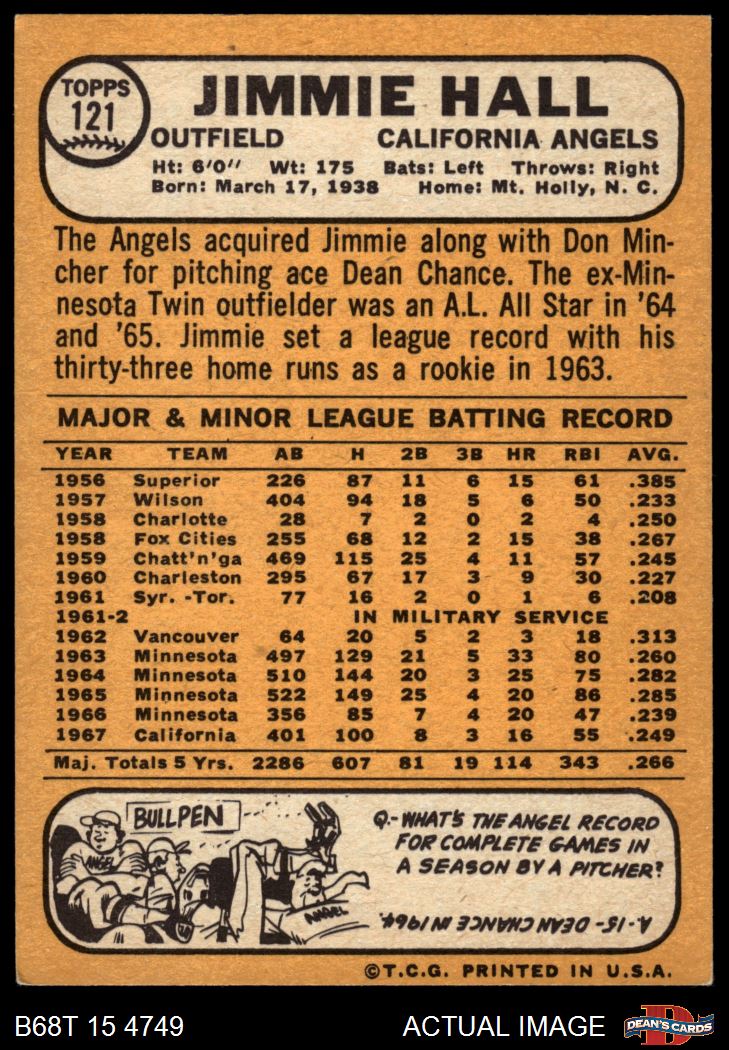 TOPPS
121
JIMMIE HALL
OUTFIELD CALIFORNIA ANGELS
Ht: 6'0" Wt: 175 Bats: Left Throws: Right
Born: March 17, 1938 Home: Mt. Holly, N. C.
The Angels acquired Jimmie along with Don Min-
cher for pitching ace Dean Chance. The ex-Min-
nesota Twin outfielder was an A.L. All Star in '64
and '65. Jimmie set a league record with his
thirty-three home runs as a rookie in 1963.
MAJOR & MINOR LEAGUE BATTING RECORD
YEAR TEAM AB H 2B 3B HR RBI AVG.
1956 Superior 226 87 11 6 15 61 .385
1957 Wilson 404 94 18 5 6 50 .233
1958 Charlotte 28 7 2 0 2 4 .250
1958 Fox Cities 255 68 12 2 15 38 .267
1959 Chatt'n'ga 469 115 25 4 11 57 .245
1960 Charleston 295 67 17 3 9 30 .227
1961 Syr. -Tor. 77 16 2 0 1 6 .208
1961-2 IN MILITARY SERVICE
1962 Vancouver 64 20 5 2 3 18 .313
1963 Minnesota 497 129 21 5 33 80 .260
1964 Minnesota 510 144 20 3 25 75 .282
1965 Minnesota 522 149 25 4 20 86 .285
1966 Minnesota 356 85 7 4 20 47 .239
1967 California 401 100 8 3 16 55 .249
Maj. Totals 5 Yrs. 2286 607 81 19 114 343 .266
BULLPEN
ANGEL
ANGEL
Q.-WHAT'S THE ANGEL RECORD
FOR COMPLETE GAMES IN
A SEASON BY A PITCHER?
A-15-DEAN CHANCE IN 1964.
©T.C.G. PRINTED IN U.S.A.
B68T 15 4749 ACTUAL IMAGE
D
DEAN'S CARDS